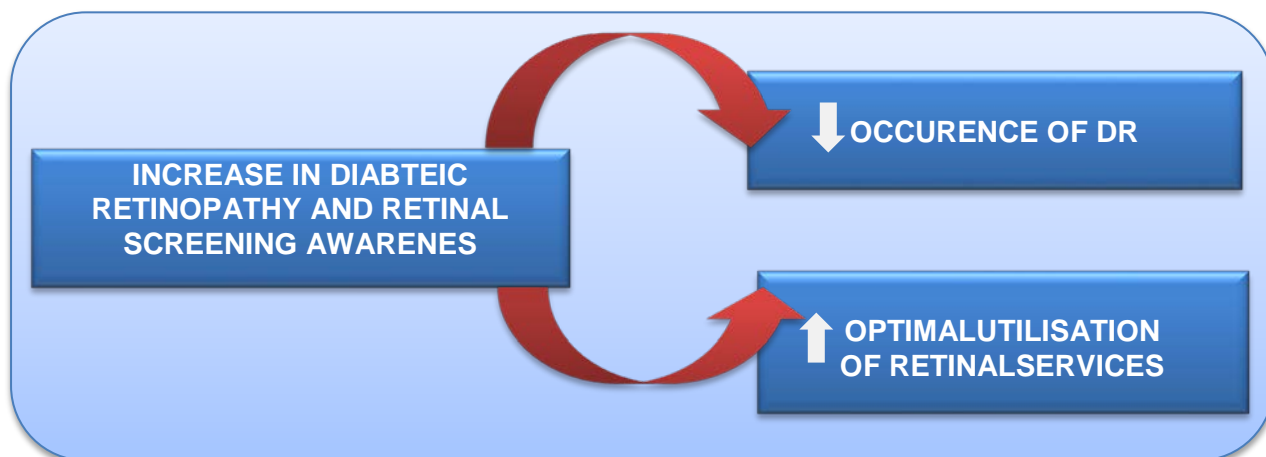 INCREASE IN DIABTEIC
RETINOPATHY AND RETINAL
SCREENING AWARENES
OCCURENCE OF DR
OPTIMALUTILISATION
OF RETINALSERVICES